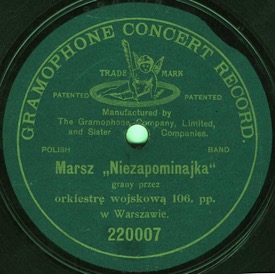 GRAMOPHONE CONCERT RECORD.
TRADE MARK
PATENTED PATENTED
Manufactured by
The Gramophone Company, Limited,
and Sister Companies.
POLISH BAND
Marsz „Niezapominajka“
grany przez
orkiestrę wojskową 106. pp.
w Warszawie.
220007